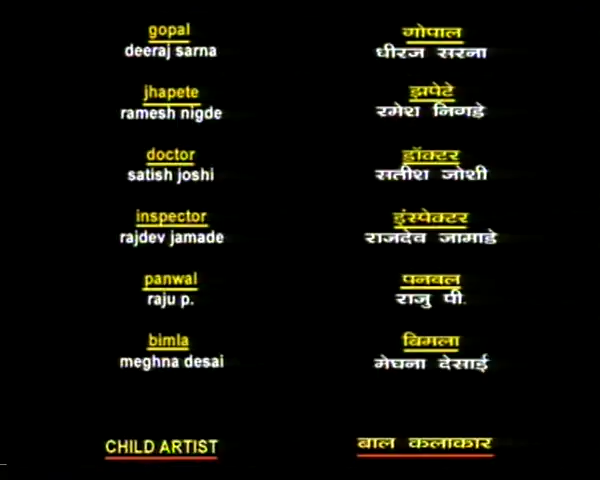 gopal गोपाल
deeraj sarna धीरज सरना
jhapete झपेटे
ramesh nigde रमेश निगड़े
doctor डॉक्टर
satish joshi सतीश जोशी
inspector इंस्पेक्टर
rajdev jamade राजदेव जामाड़े
panwal पनवल
raju p. राजु पी.
bimla बिमला
meghna desai मेघना देसाई
CHILD ARTIST बाल कलाकार